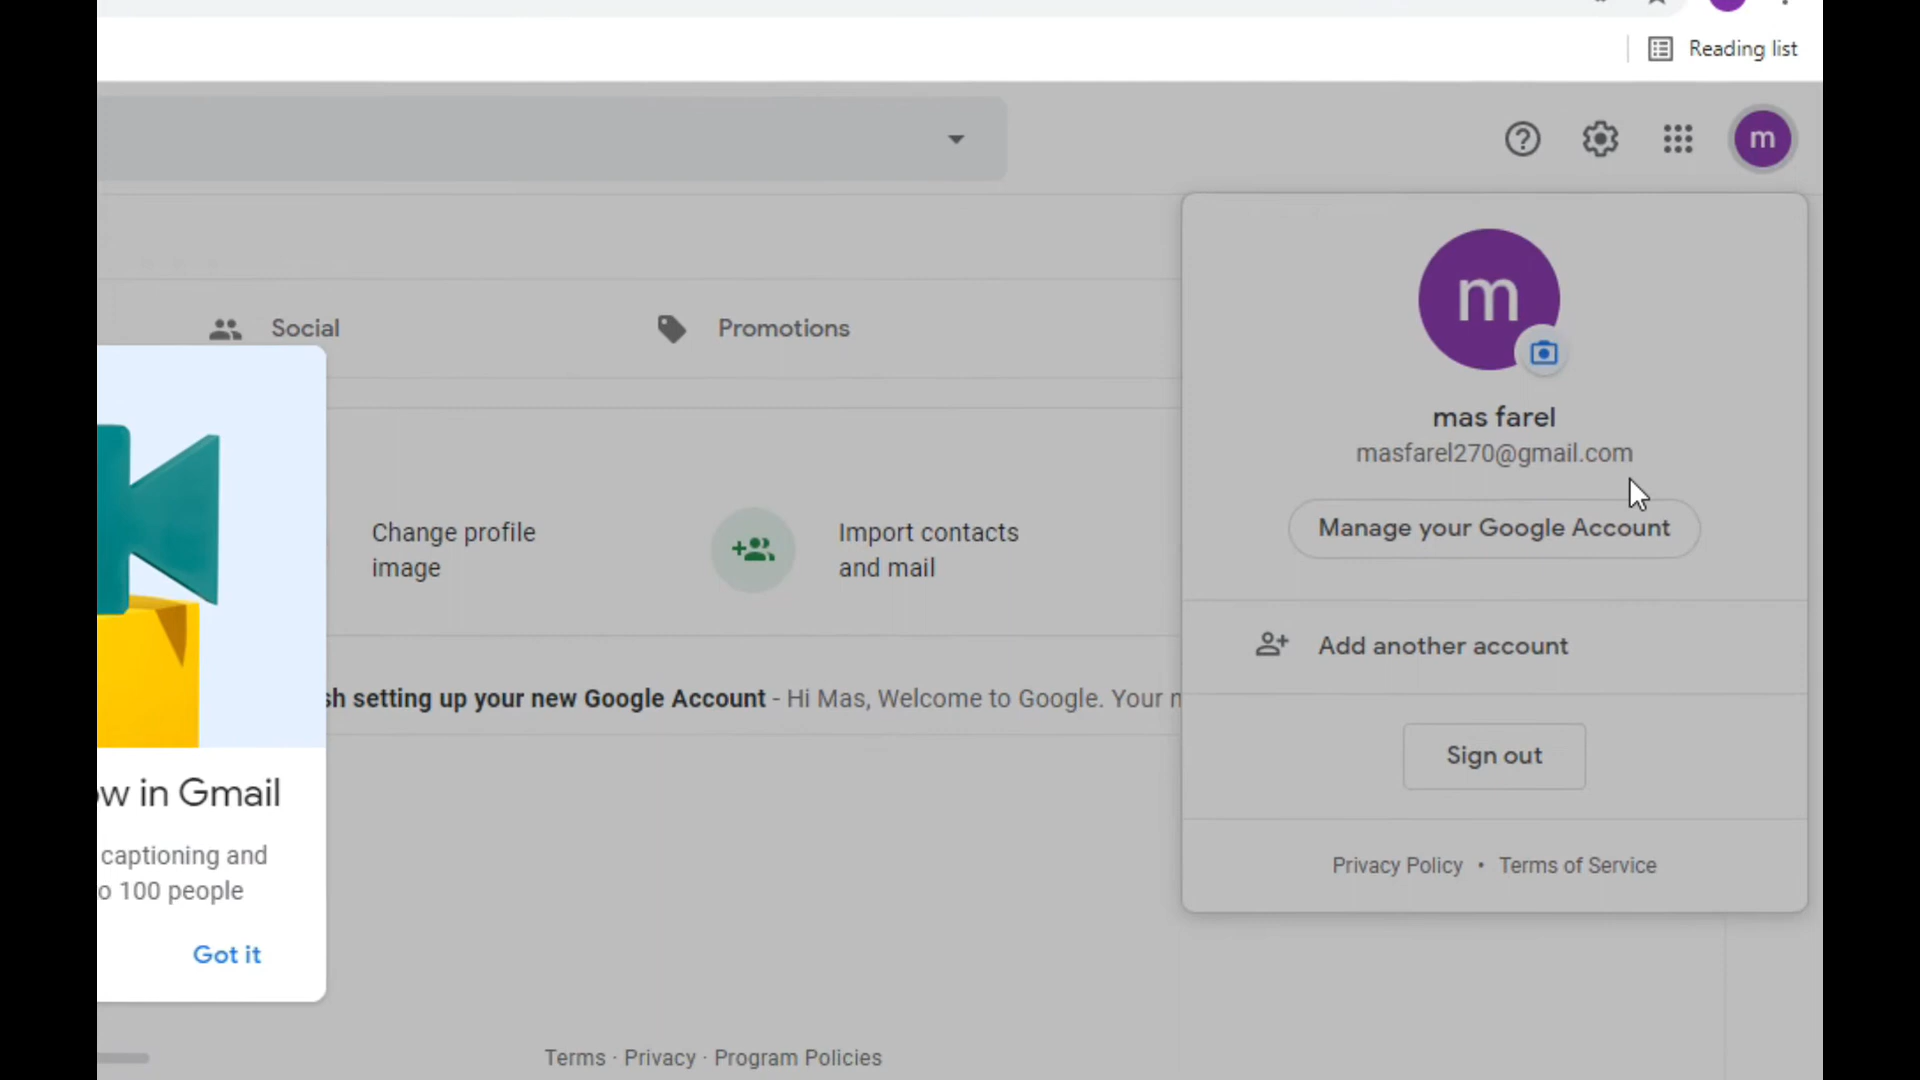 Reading list
m
m
mas farel
masfarel270@gmail.com
Manage your Google Account
Add another account
Sign out
Privacy Policy • Terms of Service
Social
Promotions
Change profile
image
Import contacts
and mail
setting up your new Google Account - Hi Mas, Welcome to Google. Your
in Gmail
captioning and
100 people
Got it
Terms · Privacy · Program Policies